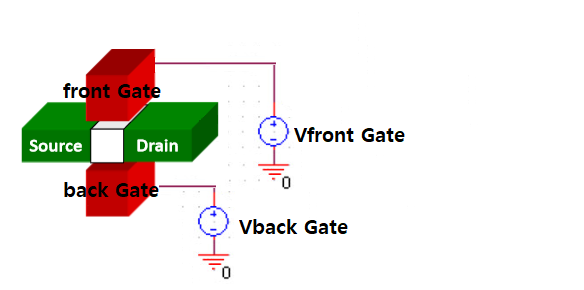 front Gate
Source
Drain
Vfront Gate
0
back Gate
Vback Gate
0